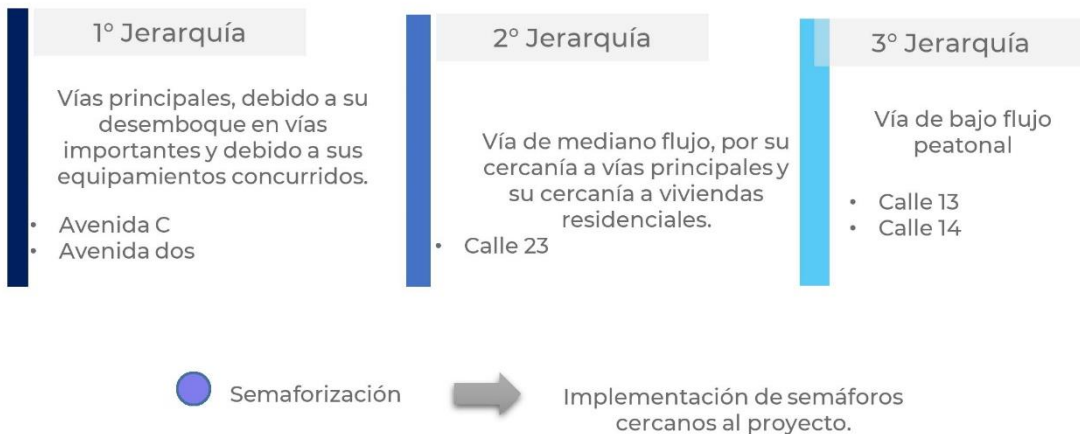 1° Jerarquía
Vías principales, debido a su
desemboque en vías
importantes y debido a sus
equipamientos concurridos.
• Avenida C
• Avenida dos
2° Jerarquía
Vía de mediano flujo, por su
cercanía a vías principales y
su cercanía a viviendas
residenciales.
• Calle 23
3° Jerarquía
Vía de bajo flujo
peatonal
• Calle 13
• Calle 14
Semaforización
Implementación de semáforos
cercanos al proyecto.